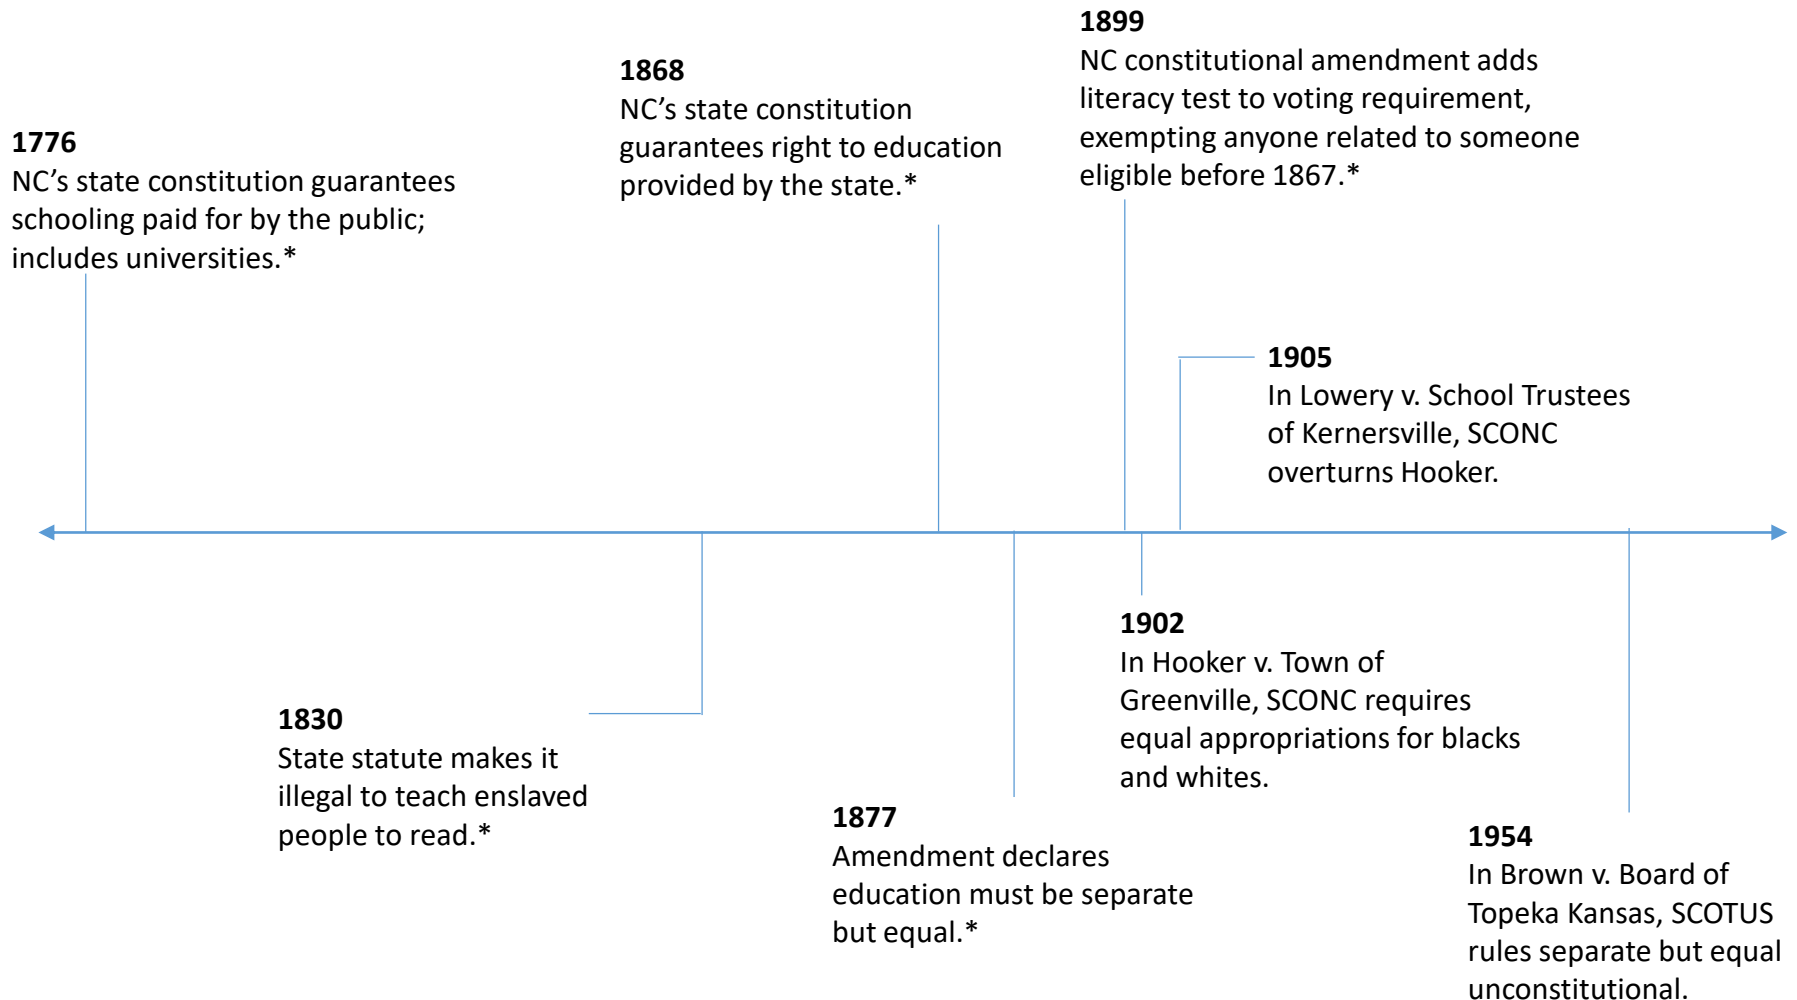 1776
NC’s state constitution guarantees
schooling paid for by the public;
includes universities.*
1830
State statute makes it
illegal to teach enslaved
people to read.*
1868
NC’s state constitution
guarantees right to education
provided by the state.*
1877
Amendment declares
education must be separate
but equal.*
1899
NC constitutional amendment adds
literacy test to voting requirement,
exempting anyone related to someone
eligible before 1867.*
1902
In Hooker v. Town of
Greenville, SCONC requires
equal appropriations for blacks
and whites.
1905
In Lowery v. School Trustees
of Kernersville, SCONC
overturns Hooker.
1954
In Brown v. Board of
Topeka Kansas, SCOTUS
rules separate but equal
unconstitutional.